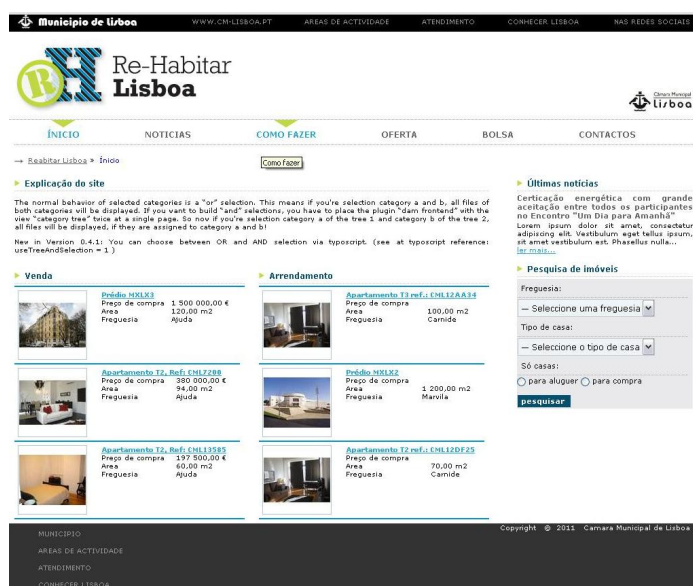 Município de Lisboa
WWW.CM-LISBOA.PT AREAS DE ACTIVIDADE ATENDIMENTO CONHECER LISBOA NAS REDES SOCIAIS
RH
Re-Habitar
Lisboa
Câmara Municipal
Lisboa
ÍNICIO NOTICIAS COMO FAZER OFERTA BOLSA CONTACTOS
→ Reabitar Lisboa » Ínicio
Como fazer
Explicação do site
The normal behavior of selected categories is a "or" selection. This means if you're selection category a and b, all files of
both categories will be displayed. If you vant to build "and" selections, you have to place the plugin "dam frontend" with the
view "category tree" twice at a single page. So now if you're selection category a of the tree 1 and category b of the tree 2,
all files will be displayed, if they are assigned to category a and b!
New in Version 0.4.1: You can choose between OR and AND selection via typoscript. (see at typoscript reference:
useTreeAndSelection = 1 )
Venda
Prédio MXLX3
Preço de compra 1 500 000,00 €
Area 120,00 m2
Freguesia Ajuda
Apartamento T2, Ref: CML7200
Preço de compra 380 000,00 €
Area 94,00 m2
Freguesia Ajuda
Apartamento T2, Ref: CML13585
Preço de compra 197 500,00 €
Area 60,00 m2
Freguesia Ajuda
Arrendamento
Apartamento T3 ref.: CML12AA34
Preço de compra
Area 100,00 m2
Freguesia Carnide
Prédio MXLX2
Preço de compra
Area 1 200,00 m2
Freguesia Marvila
Apartamento T2 ref.: CML12DF25
Preço de compra
Area 70,00 m2
Freguesia Carnide
Últimas notícias
Certicação energética com grande
aceitação entre todos os participantes
no Encontro "Um Dia para Amanhã"
Lorem ipsum dolor sit amet, consectetur
adipiscing elit. Vestibulum eget tellus ipsum,
sit amet vestibulum est. Phasellus nulla...
ler mais...
Pesquisa de imóveis
Freguesia:
— Seleccione uma freguesia
Tipo de casa:
— Seleccione o tipo de casa
Só casas:
para aluguer para compra
pesquisar
Copyright © 2011 Camara Municipal de Lisboa
MUNICIPIO
AREAS DE ACTIVIDADE
ATENDIMENTO
CONHECER LISBOA